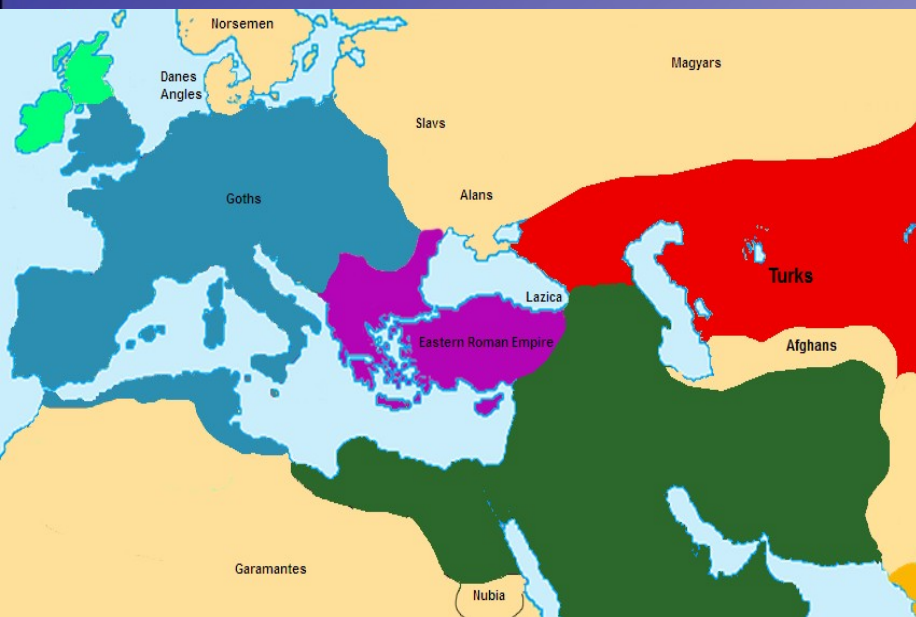 Norsemen
Magyars
Danes
Angles
Slavs
Alans
Goths
Turks
Lazica
Eastern Roman Empire
Afghans
Garamantes
Nubia